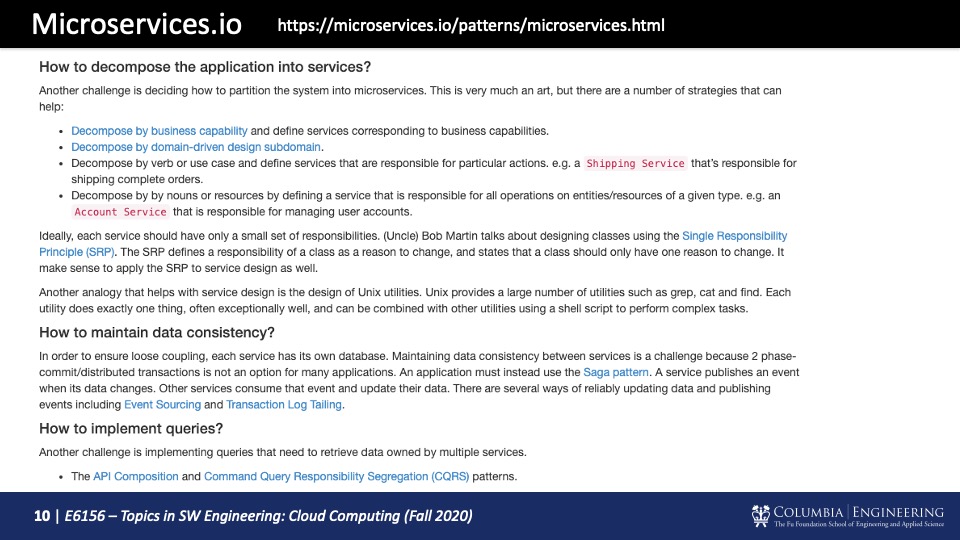 Microservices.io https://microservices.io/patterns/microservices.html
How to decompose the application into services?
Another challenge is deciding how to partition the system into microservices. This is very much an art, but there are a number of strategies that can
help:
• Decompose by business capability and define services corresponding to business capabilities.
• Decompose by domain-driven design subdomain.
• Decompose by verb or use case and define services that are responsible for particular actions. e.g. a Shipping Service that's responsible for
shipping complete orders.
• Decompose by by nouns or resources by defining a service that is responsible for all operations on entities/resources of a given type. e.g. an
Account Service that is responsible for managing user accounts.
Ideally, each service should have only a small set of responsibilities. (Uncle) Bob Martin talks about designing classes using the Single Responsibility
Principle (SRP). The SRP defines a responsibility of a class as a reason to change, and states that a class should only have one reason to change. It
make sense to apply the SRP to service design as well.
Another analogy that helps with service design is the design of Unix utilities. Unix provides a large number of utilities such as grep, cat and find. Each
utility does exactly one thing, often exceptionally well, and can be combined with other utilities using a shell script to perform complex tasks.
How to maintain data consistency?
In order to ensure loose coupling, each service has its own database. Maintaining data consistency between services is a challenge because 2 phase-
commit/distributed transactions is not an option for many applications. An application must instead use the Saga pattern. A service publishes an event
when its data changes. Other services consume that event and update their data. There are several ways of reliably updating data and publishing
events including Event Sourcing and Transaction Log Tailing.
How to implement queries?
Another challenge is implementing queries that need to retrieve data owned by multiple services.
• The API Composition and Command Query Responsibility Segregation (CQRS) patterns.
10 | E6156 – Topics in SW Engineering: Cloud Computing (Fall 2020)
COLUMBIA | ENGINEERING
The Fu Foundation School of Engineering and Applied Science